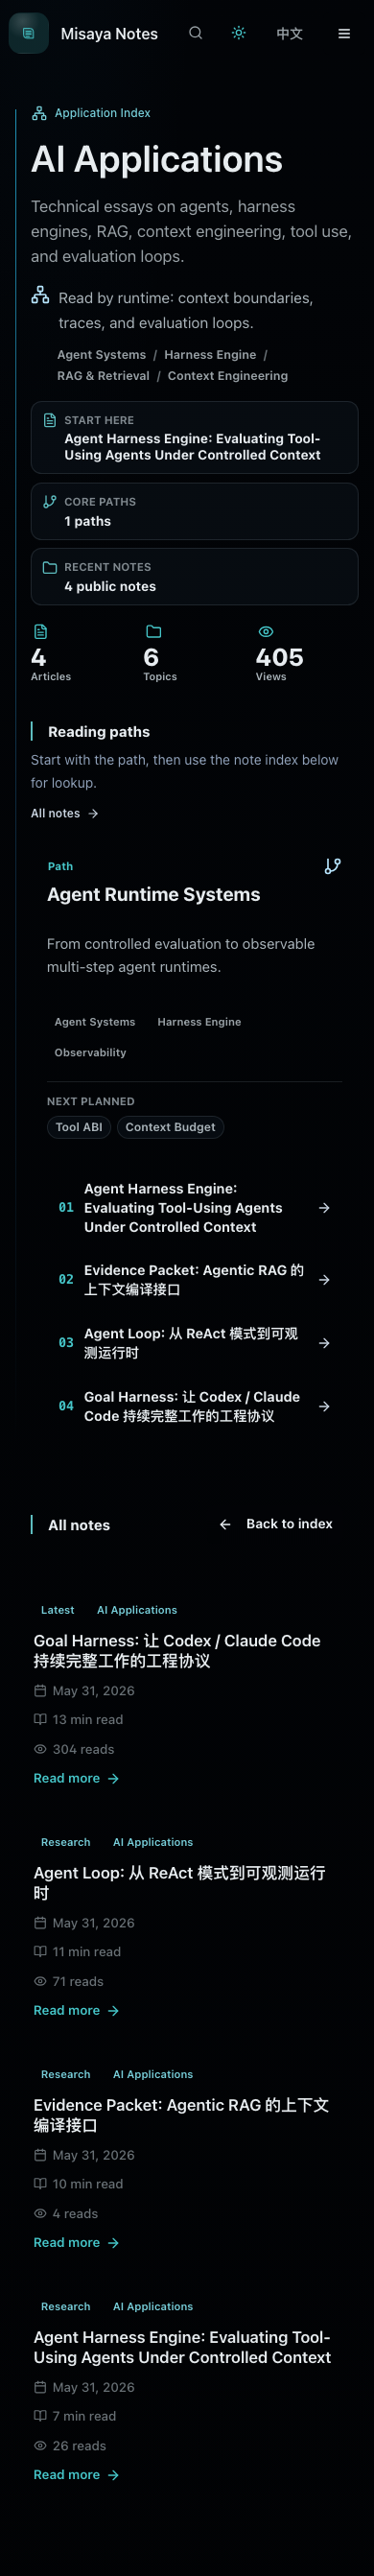 Misaya Notes
中文
Application Index
AI Applications
Technical essays on agents, harness
engines, RAG, context engineering, tool use,
and evaluation loops.
Read by runtime: context boundaries,
traces, and evaluation loops.
Agent Systems / Harness Engine /
RAG & Retrieval / Context Engineering
START HERE
Agent Harness Engine: Evaluating Tool-
Using Agents Under Controlled Context
CORE PATHS
1 paths
RECENT NOTES
4 public notes
4 6 405
Articles Topics Views
Reading paths
Start with the path, then use the note index below
for lookup.
All notes →
Path
Agent Runtime Systems
From controlled evaluation to observable
multi-step agent runtimes.
Agent Systems Harness Engine
Observability
NEXT PLANNED
Tool ABI Context Budget
Agent Harness Engine:
01 Evaluating Tool-Using Agents →
Under Controlled Context
02 Evidence Packet: Agentic RAG 的 →
上下文编译接口
03 Agent Loop: 从 ReAct 模式到可观 →
测运行时
04 Goal Harness: 让 Codex / Claude →
Code 持续完整工作的工程协议
All notes ← Back to index
Latest AI Applications
Goal Harness: 让 Codex / Claude Code
持续完整工作的工程协议
May 31, 2026
13 min read
304 reads
Read more →
Research AI Applications
Agent Loop: 从 ReAct 模式到可观测运行
时
May 31, 2026
11 min read
71 reads
Read more →
Research AI Applications
Evidence Packet: Agentic RAG 的上下文
编译接口
May 31, 2026
10 min read
4 reads
Read more →
Research AI Applications
Agent Harness Engine: Evaluating Tool-
Using Agents Under Controlled Context
May 31, 2026
7 min read
26 reads
Read more →